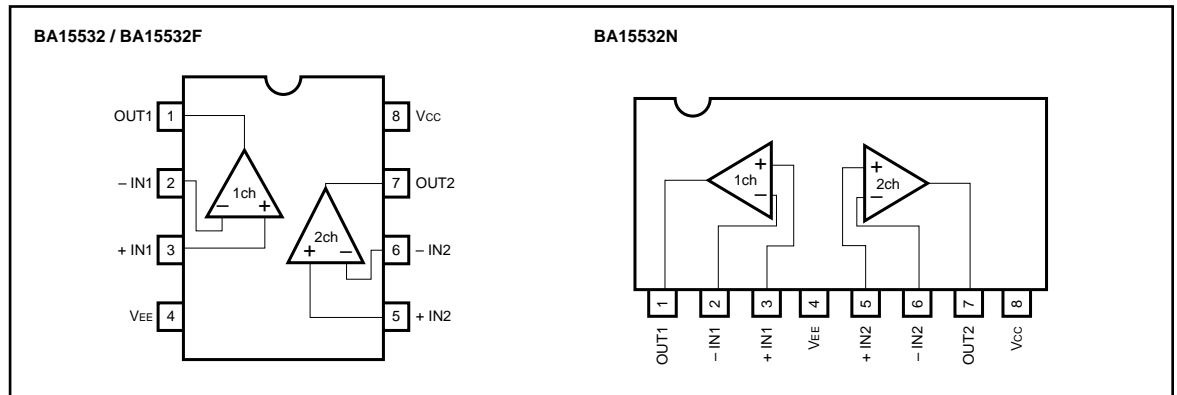 BA15532 / BA15532F
OUT1 1
8 Vcc
1ch
– IN1 2
7 OUT2
– +
2ch
+ IN1 3
6 – IN2
+ –
VEE 4
5 + IN2
BA15532N
+
1ch
–
+
2ch
–
1 2 3 4 5 6 7 8
OUT1 – IN1 + IN1 VEE + IN2 – IN2 OUT2 Vcc